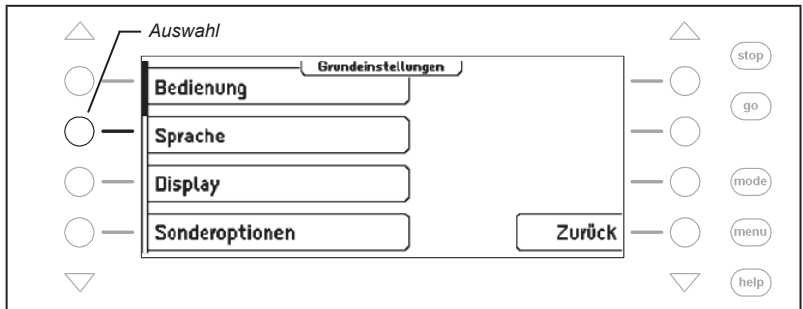 Auswahl
Grundeinstellungen
stop
Bedienung
go
Sprache
Display
mode
Sonderoptionen
Zurück
menu
help